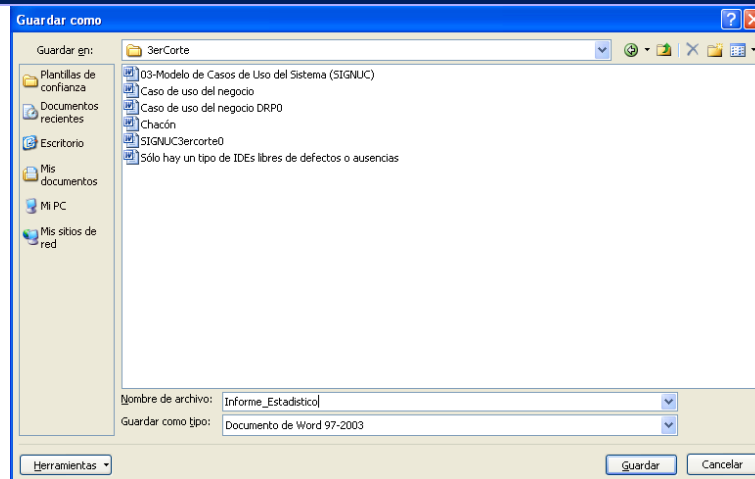 Guardar como
Guardar en:
3erCorte
Plantillas de
confianza
Documentos
recientes
Escritorio
Mis
documentos
Mi PC
Mis sitios de
red
03-Modelo de Casos de Uso del Sistema (SIGNUC)
Caso de uso del negocio
Caso de uso del negocio DRP0
Chacón
SIGNUC3ercorte0
Sólo hay un tipo de IDEs libres de defectos o ausencias
Nombre de archivo: Informe_Estadistico
Guardar como tipo: Documento de Word 97-2003
Herramientas
Guardar
Cancelar